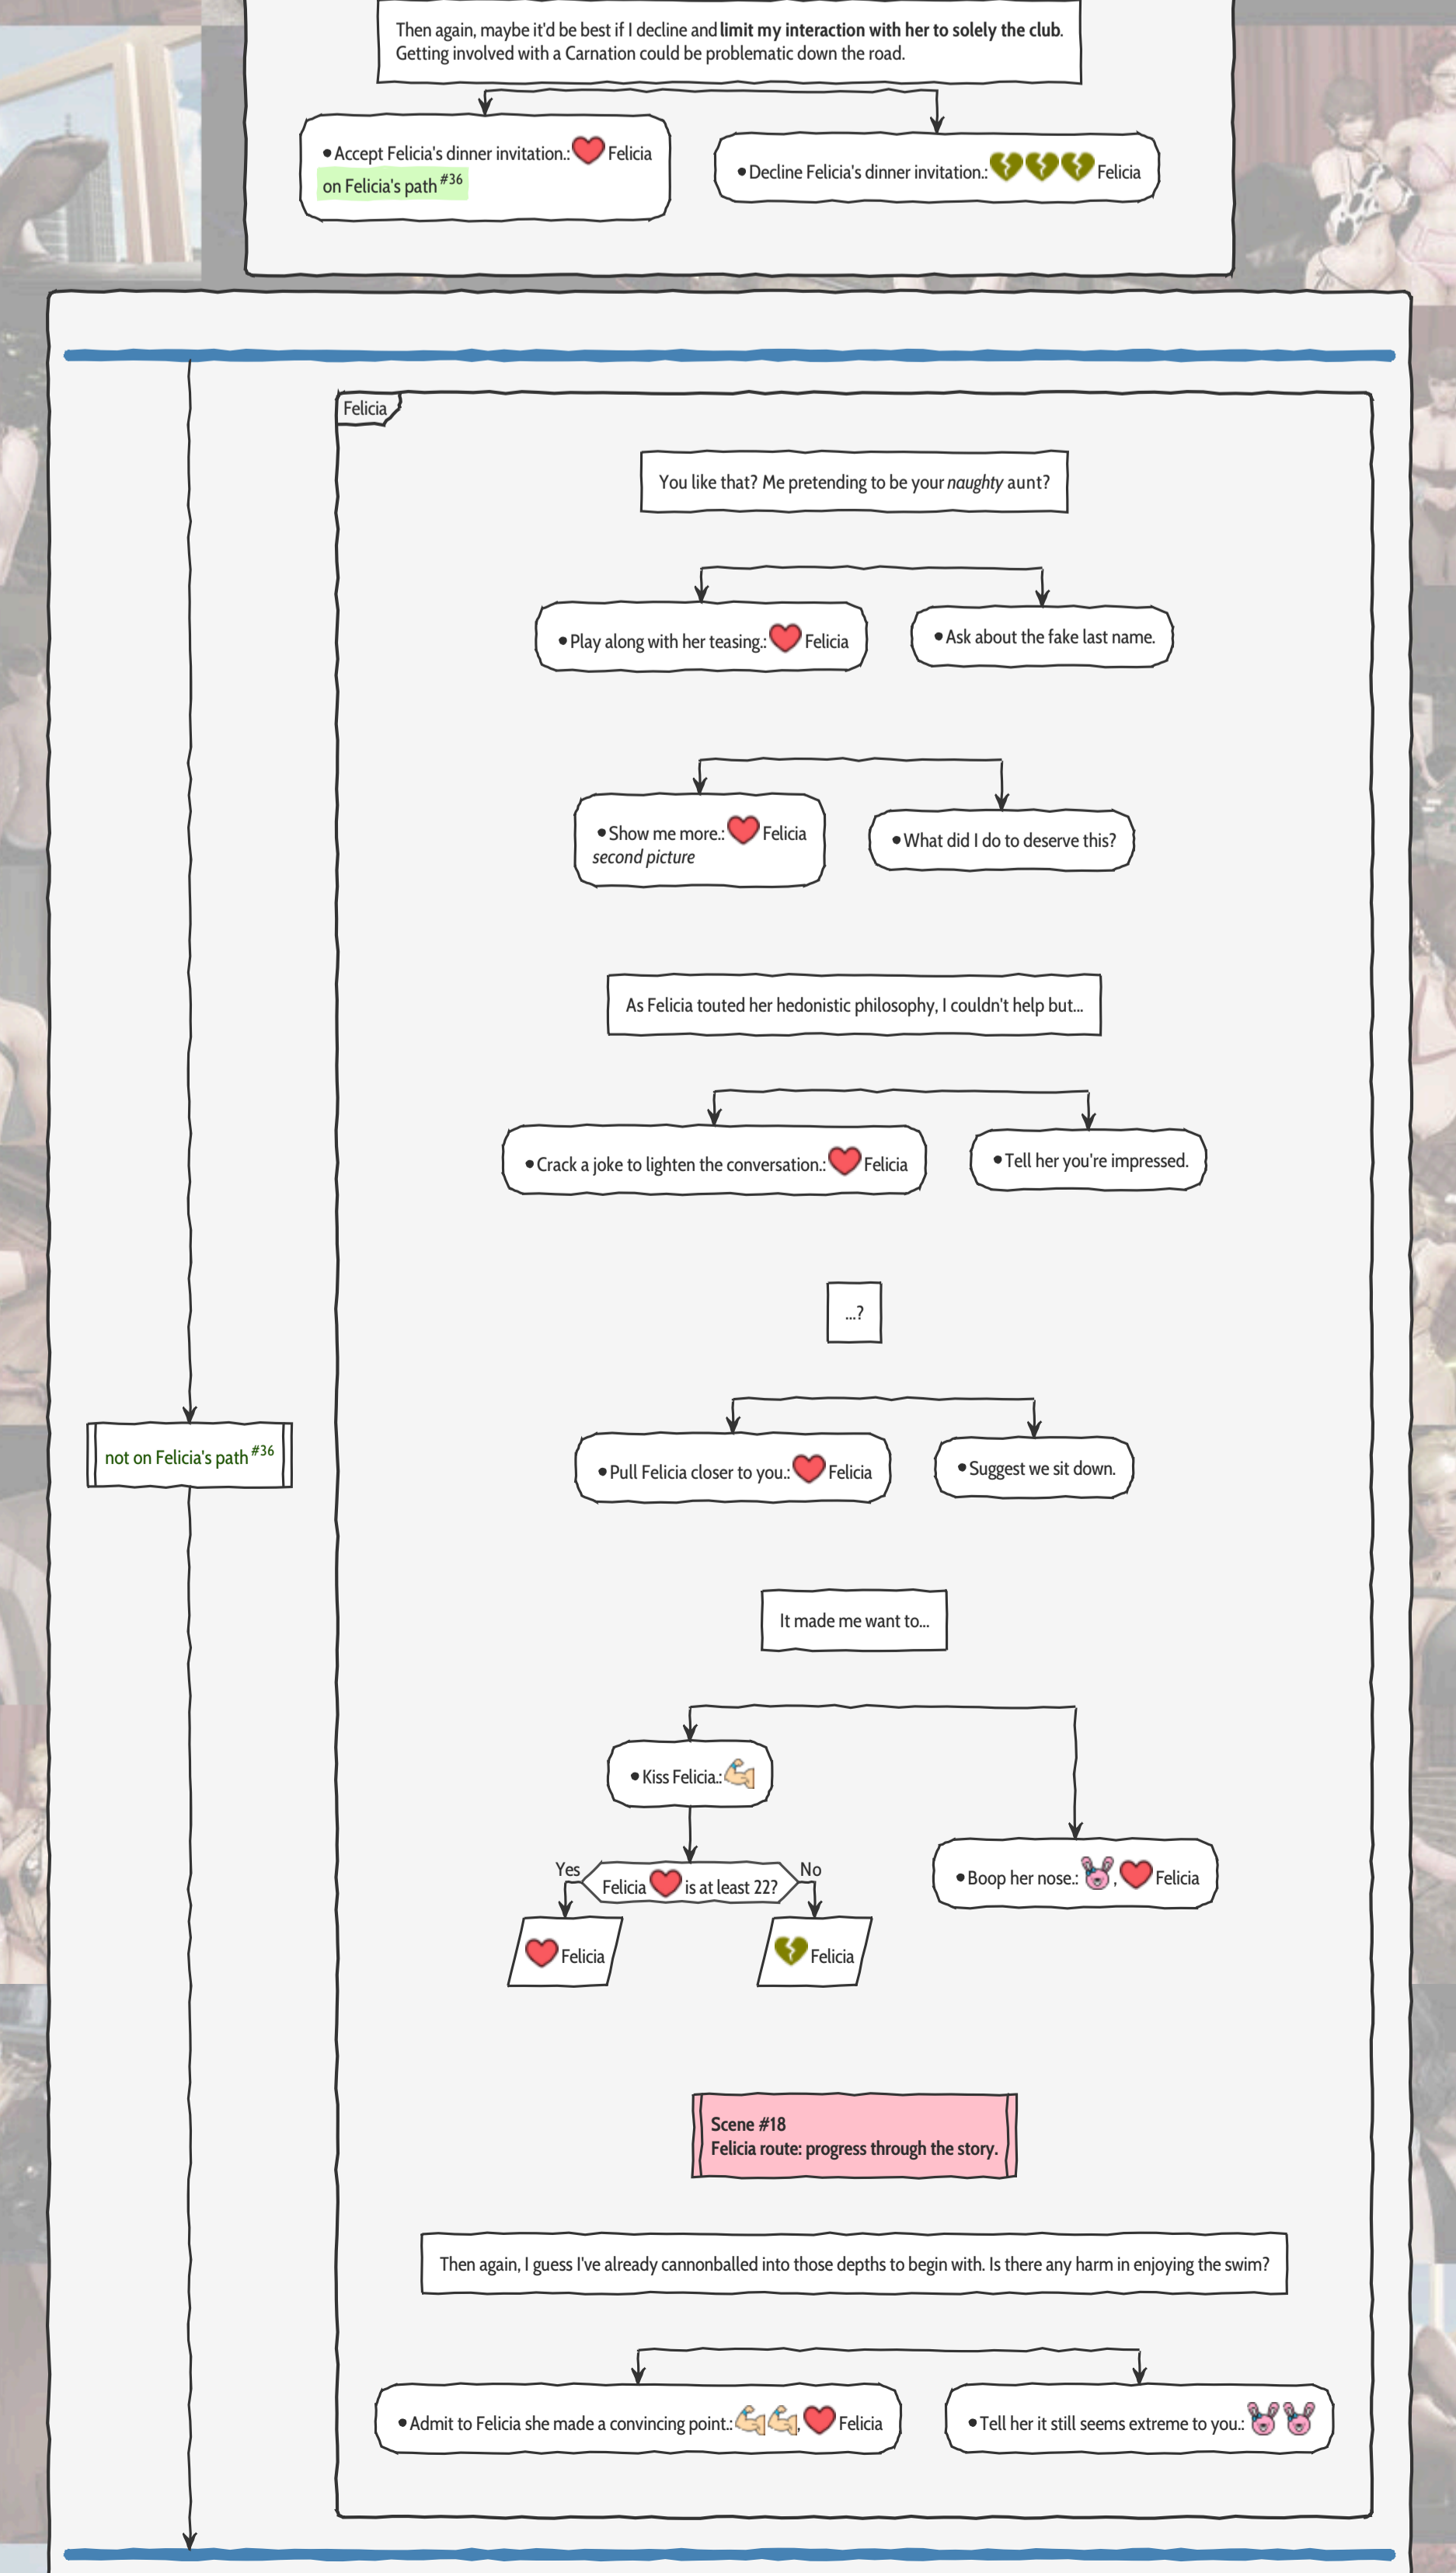 Then again, maybe it'd be best if I decline and limit my interaction with her to solely the club.
Getting involved with a Carnation could be problematic down the road.
•Accept Felicia's dinner invitation.: Felicia
on Felicia's path #36
•Decline Felicia's dinner invitation.: Felicia
Felicia
You like that? Me pretending to be your naughty aunt?
•Play along with her teasing.: Felicia
•Ask about the fake last name.
•Show me more.: Felicia
second picture
•What did I do to deserve this?
As Felicia touted her hedonistic philosophy, I couldn't help but...
•Crack a joke to lighten the conversation.: Felicia
•Tell her you're impressed.
...?
not on Felicia's path #36
•Pull Felicia closer to you.: Felicia
•Suggest we sit down.
It made me want to...
•Kiss Felicia.:
Yes
Felicia is at least 22?
No
•Boop her nose.: , Felicia
Felicia
Felicia
Scene #18
Felicia route: progress through the story.
Then again, I guess I've already cannonballed into those depths to begin with. Is there any harm in enjoying the swim?
•Admit to Felicia she made a convincing point.: , Felicia
•Tell her it still seems extreme to you.: